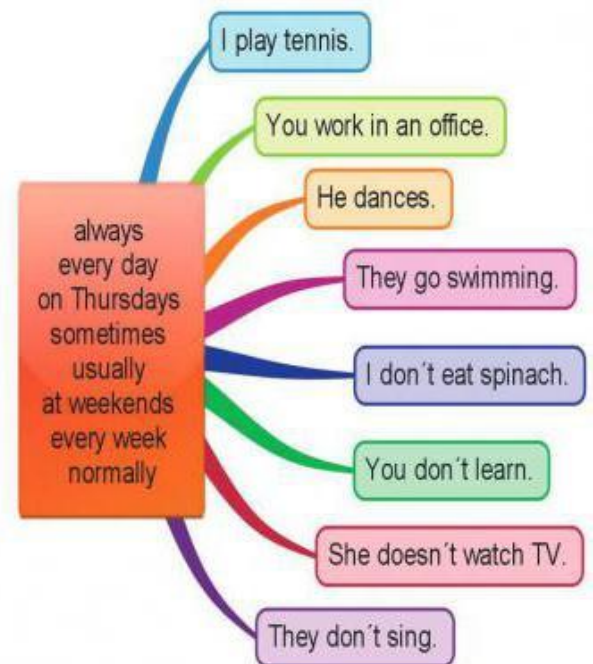 always
every day
on Thursdays
sometimes
usually
at weekends
every week
normally
I play tennis.
You work in an office.
He dances.
They go swimming.
I don´t eat spinach.
You don´t learn.
She doesn´t watch TV.
They don´t sing.